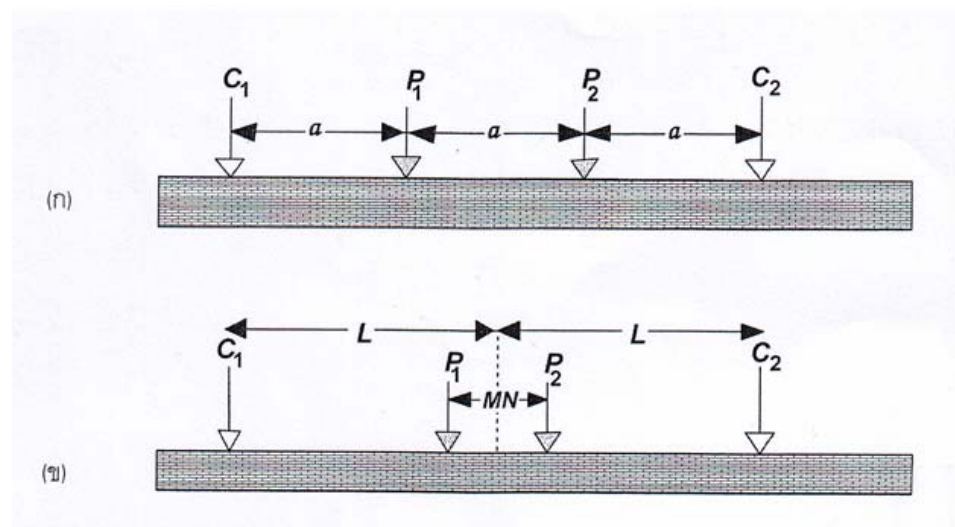 C₁ P₁ P₂ C₂
a a a
(ก)
L L
C₁ P₁ P₂ C₂
MN
(ข)